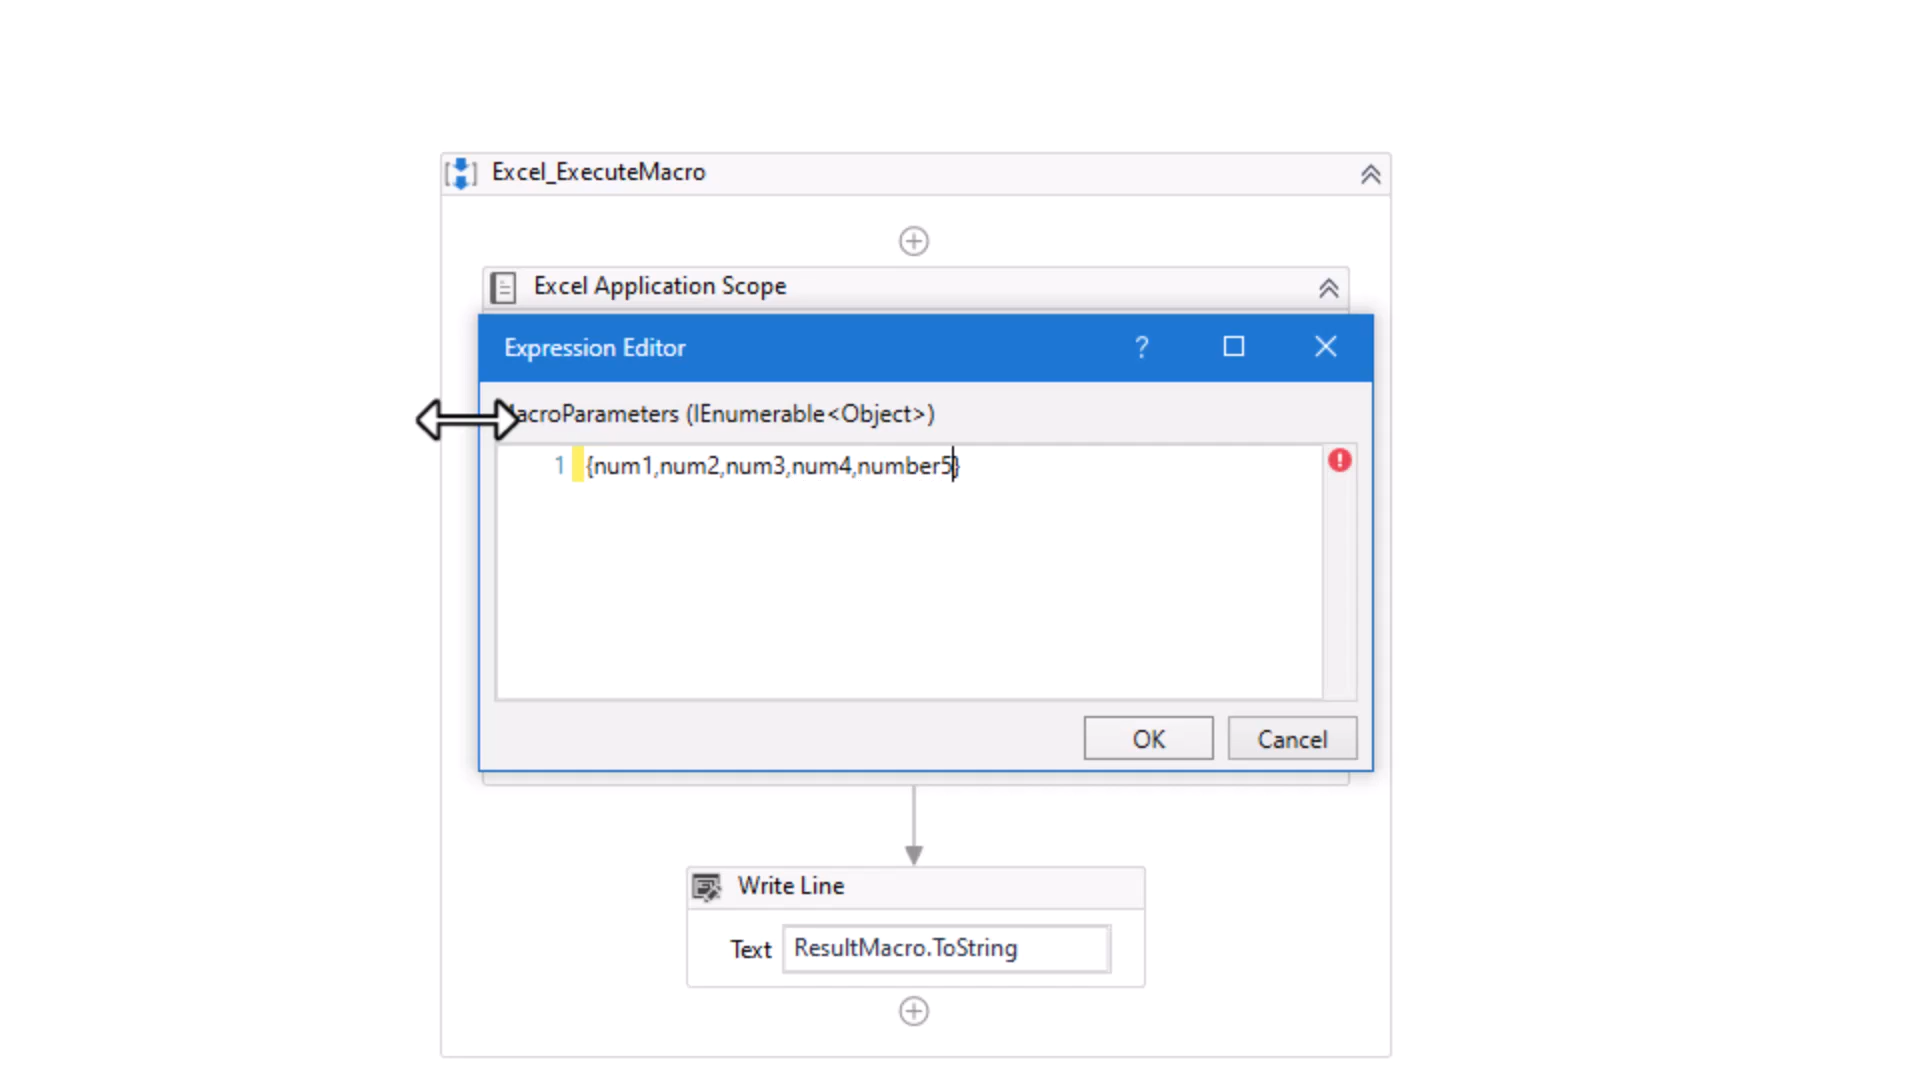 Excel_ExecuteMacro
Excel Application Scope
Expression Editor
?
acroParameters (IEnumerable<Object>)
1 {num1,num2,num3,num4,number5}
OK
Cancel
Write Line
Text ResultMacro.ToString